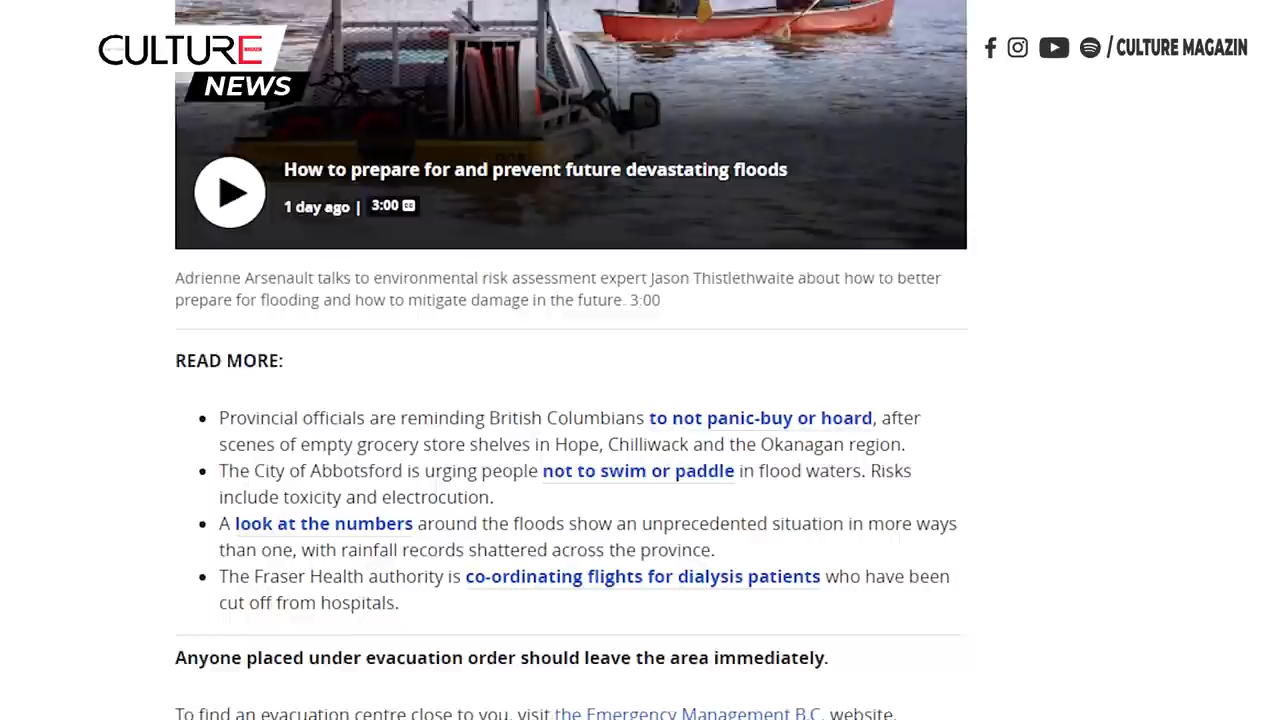 CULTURE
NEWS
/ CULTURE MAGAZIN
How to prepare for and prevent future devastating floods
1 day ago | 3:00 CC
Adrienne Arsenault talks to environmental risk assessment expert Jason Thistlethwaite about how to better
prepare for flooding and how to mitigate damage in the future. 3:00
READ MORE:
• Provincial officials are reminding British Columbians to not panic-buy or hoard, after
scenes of empty grocery store shelves in Hope, Chilliwack and the Okanagan region.
• The City of Abbotsford is urging people not to swim or paddle in flood waters. Risks
include toxicity and electrocution.
• A look at the numbers around the floods show an unprecedented situation in more ways
than one, with rainfall records shattered across the province.
• The Fraser Health authority is co-ordinating flights for dialysis patients who have been
cut off from hospitals.
Anyone placed under evacuation order should leave the area immediately.
To find an evacuation centre close to you, visit the Emergency Management B.C. website.